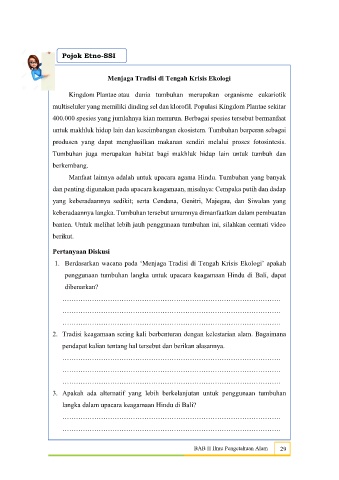 Pojok Etno-SSI
Menjaga Tradisi di Tengah Krisis Ekologi
Kingdom Plantae atau dunia tumbuhan merupakan organisme eukariotik
multiseluler yang memiliki dinding sel dan klorofil. Populasi Kingdom Plantae sekitar
400.000 spesies yang jumlahnya kian menurun. Berbagai spesies tersebut bermanfaat
untuk makhluk hidup lain dan keseimbangan ekosistem. Tumbuhan berperan sebagai
produsen yang dapat menghasilkan makanan sendiri melalui proses fotosintesis.
Tumbuhan juga merupakan habitat bagi makhluk hidup lain untuk tumbuh dan
berkembang.
Manfaat lainnya adalah untuk upacara agama Hindu. Tumbuhan yang banyak
dan penting digunakan pada upacara keagamaan, misalnya: Cempaka putih dan dadap
yang keberadaannya sedikit; serta Cendana, Genitri, Majegau, dan Siwalan yang
keberadaannya langka. Tumbuhan tersebut umumnya dimanfaatkan dalam pembuatan
banten. Untuk melihat lebih jauh penggunaan tumbuhan ini, silahkan cermati video
berikut.
Pertanyaan Diskusi
1. Berdasarkan wacana pada "Menjaga Tradisi di Tengah Krisis Ekologi" apakah
penggunaan tumbuhan langka untuk upacara keagamaan Hindu di Bali, dapat
dibenarkan?
2. Tradisi keagamaan sering kali berbenturan dengan kelestarian alam. Bagaimana
pendapat kalian tentang hal tersebut dan berikan alasannya.
3. Apakah ada alternatif yang lebih berkelanjutan untuk penggunaan tumbuhan
langka dalam upacara keagamaan Hindu di Bali?
BAB II Ilmu Pengetahuan Alam 29